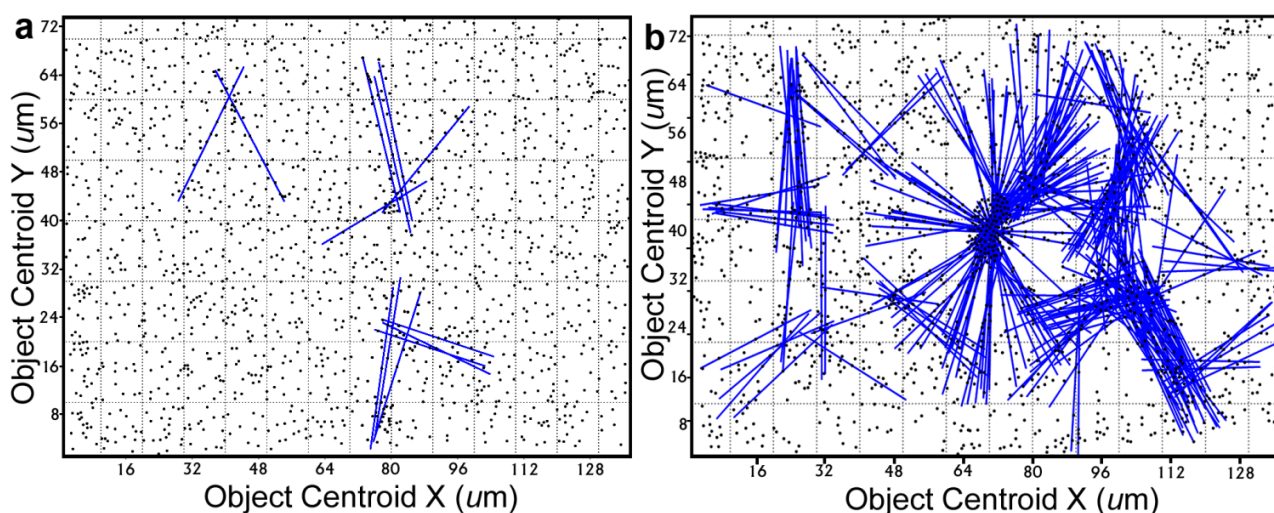 a
72
64
56
48
40
32
24
16
8
Object Centroid Y (um)
16 32 48 64 80 96 112 128
Object Centroid X (um)
b
72
64
56
48
40
32
24
16
8
Object Centroid Y (um)
16 32 48 64 80 96 112 128
Object Centroid X (um)